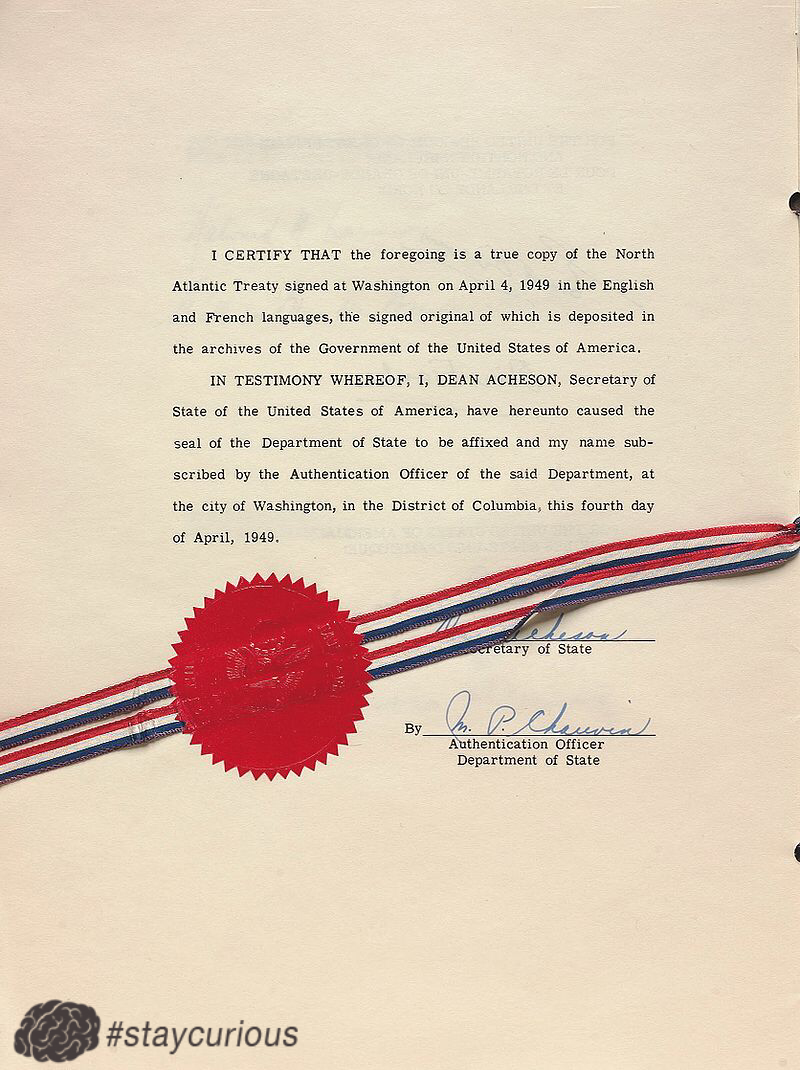 I CERTIFY THAT the foregoing is a true copy of the North
Atlantic Treaty signed at Washington on April 4, 1949 in the English
and French languages, the signed original of which is deposited in
the archives of the Government of the United States of America.
IN TESTIMONY WHEREOF, I, DEAN ACHESON, Secretary of
State of the United States of America, have hereunto caused the
seal of the Department of State to be affixed and my name sub-
scribed by the Authentication Officer of the said Department, at
the city of Washington, in the District of Columbia, this fourth day
of April, 1949.
Acheson
cretary of State
By M. P. Chauvin
Authentication Officer
Department of State
#staycurious